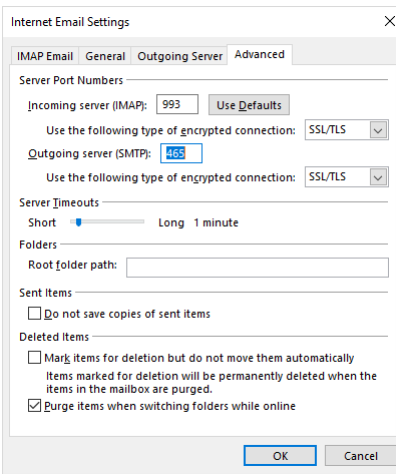 Internet Email Settings
IMAP Email General Outgoing Server Advanced
Server Port Numbers
Incoming server (IMAP): 993 Use Defaults
Use the following type of encrypted connection: SSL/TLS
Outgoing server (SMTP): 465
Use the following type of encrypted connection: SSL/TLS
Server Timeouts
Short Long 1 minute
Folders
Root folder path:
Sent Items
Do not save copies of sent items
Deleted Items
Mark items for deletion but do not move them automatically
Items marked for deletion will be permanently deleted when the
items in the mailbox are purged.
Purge items when switching folders while online
OK Cancel